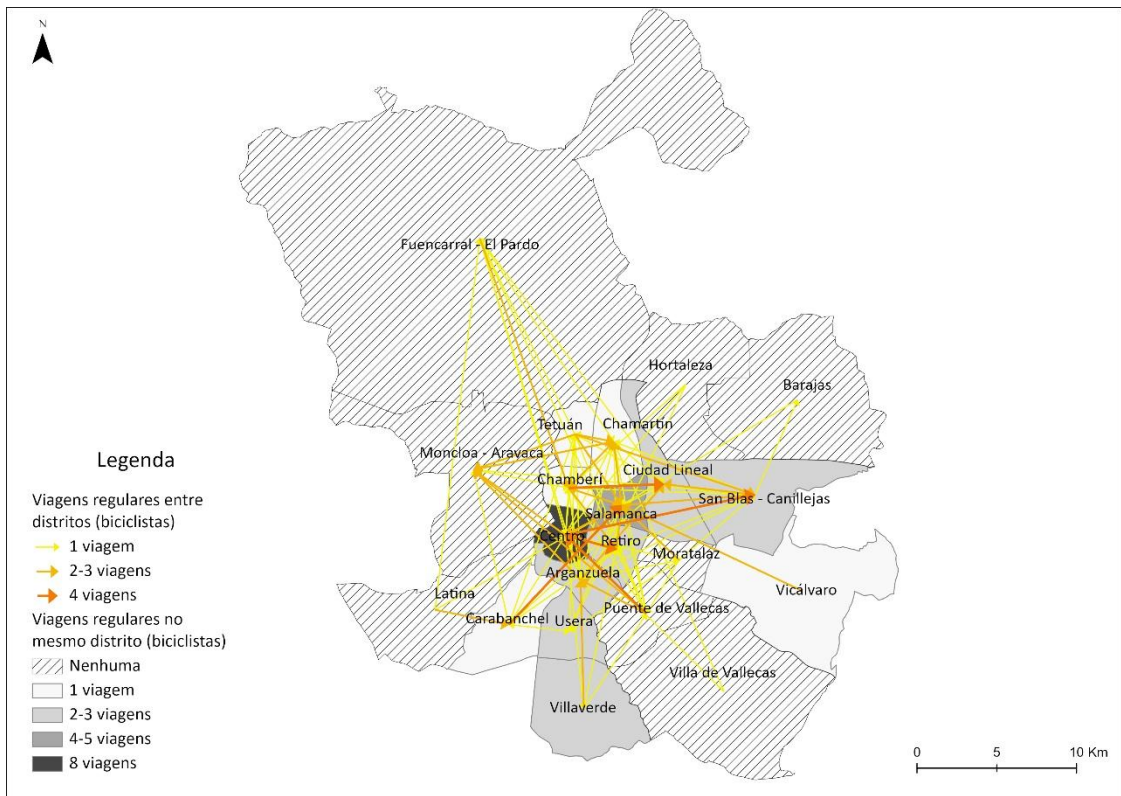 N
Fuencarral - El Pardo
Hortaleza
Barajas
Tetuán
Chamartín
Moncloa - Aravaca
Ciudad Lineal
Chamberí
San Blas - Canillejas
Salamanca
Centro
Retiro
Moratalaz
Arganzuela
Vicálvaro
Latina
Puente de Vallecas
Carabanchel
Usera
Villa de Vallecas
Villaverde
Legenda
Viagens regulares entre
distritos (biciclistas)
1 viagem
2-3 viagens
4 viagens
Viagens regulares no
mesmo distrito (biciclistas)
Nenhuma
1 viagem
2-3 viagens
4-5 viagens
8 viagens
0 5 10 Km